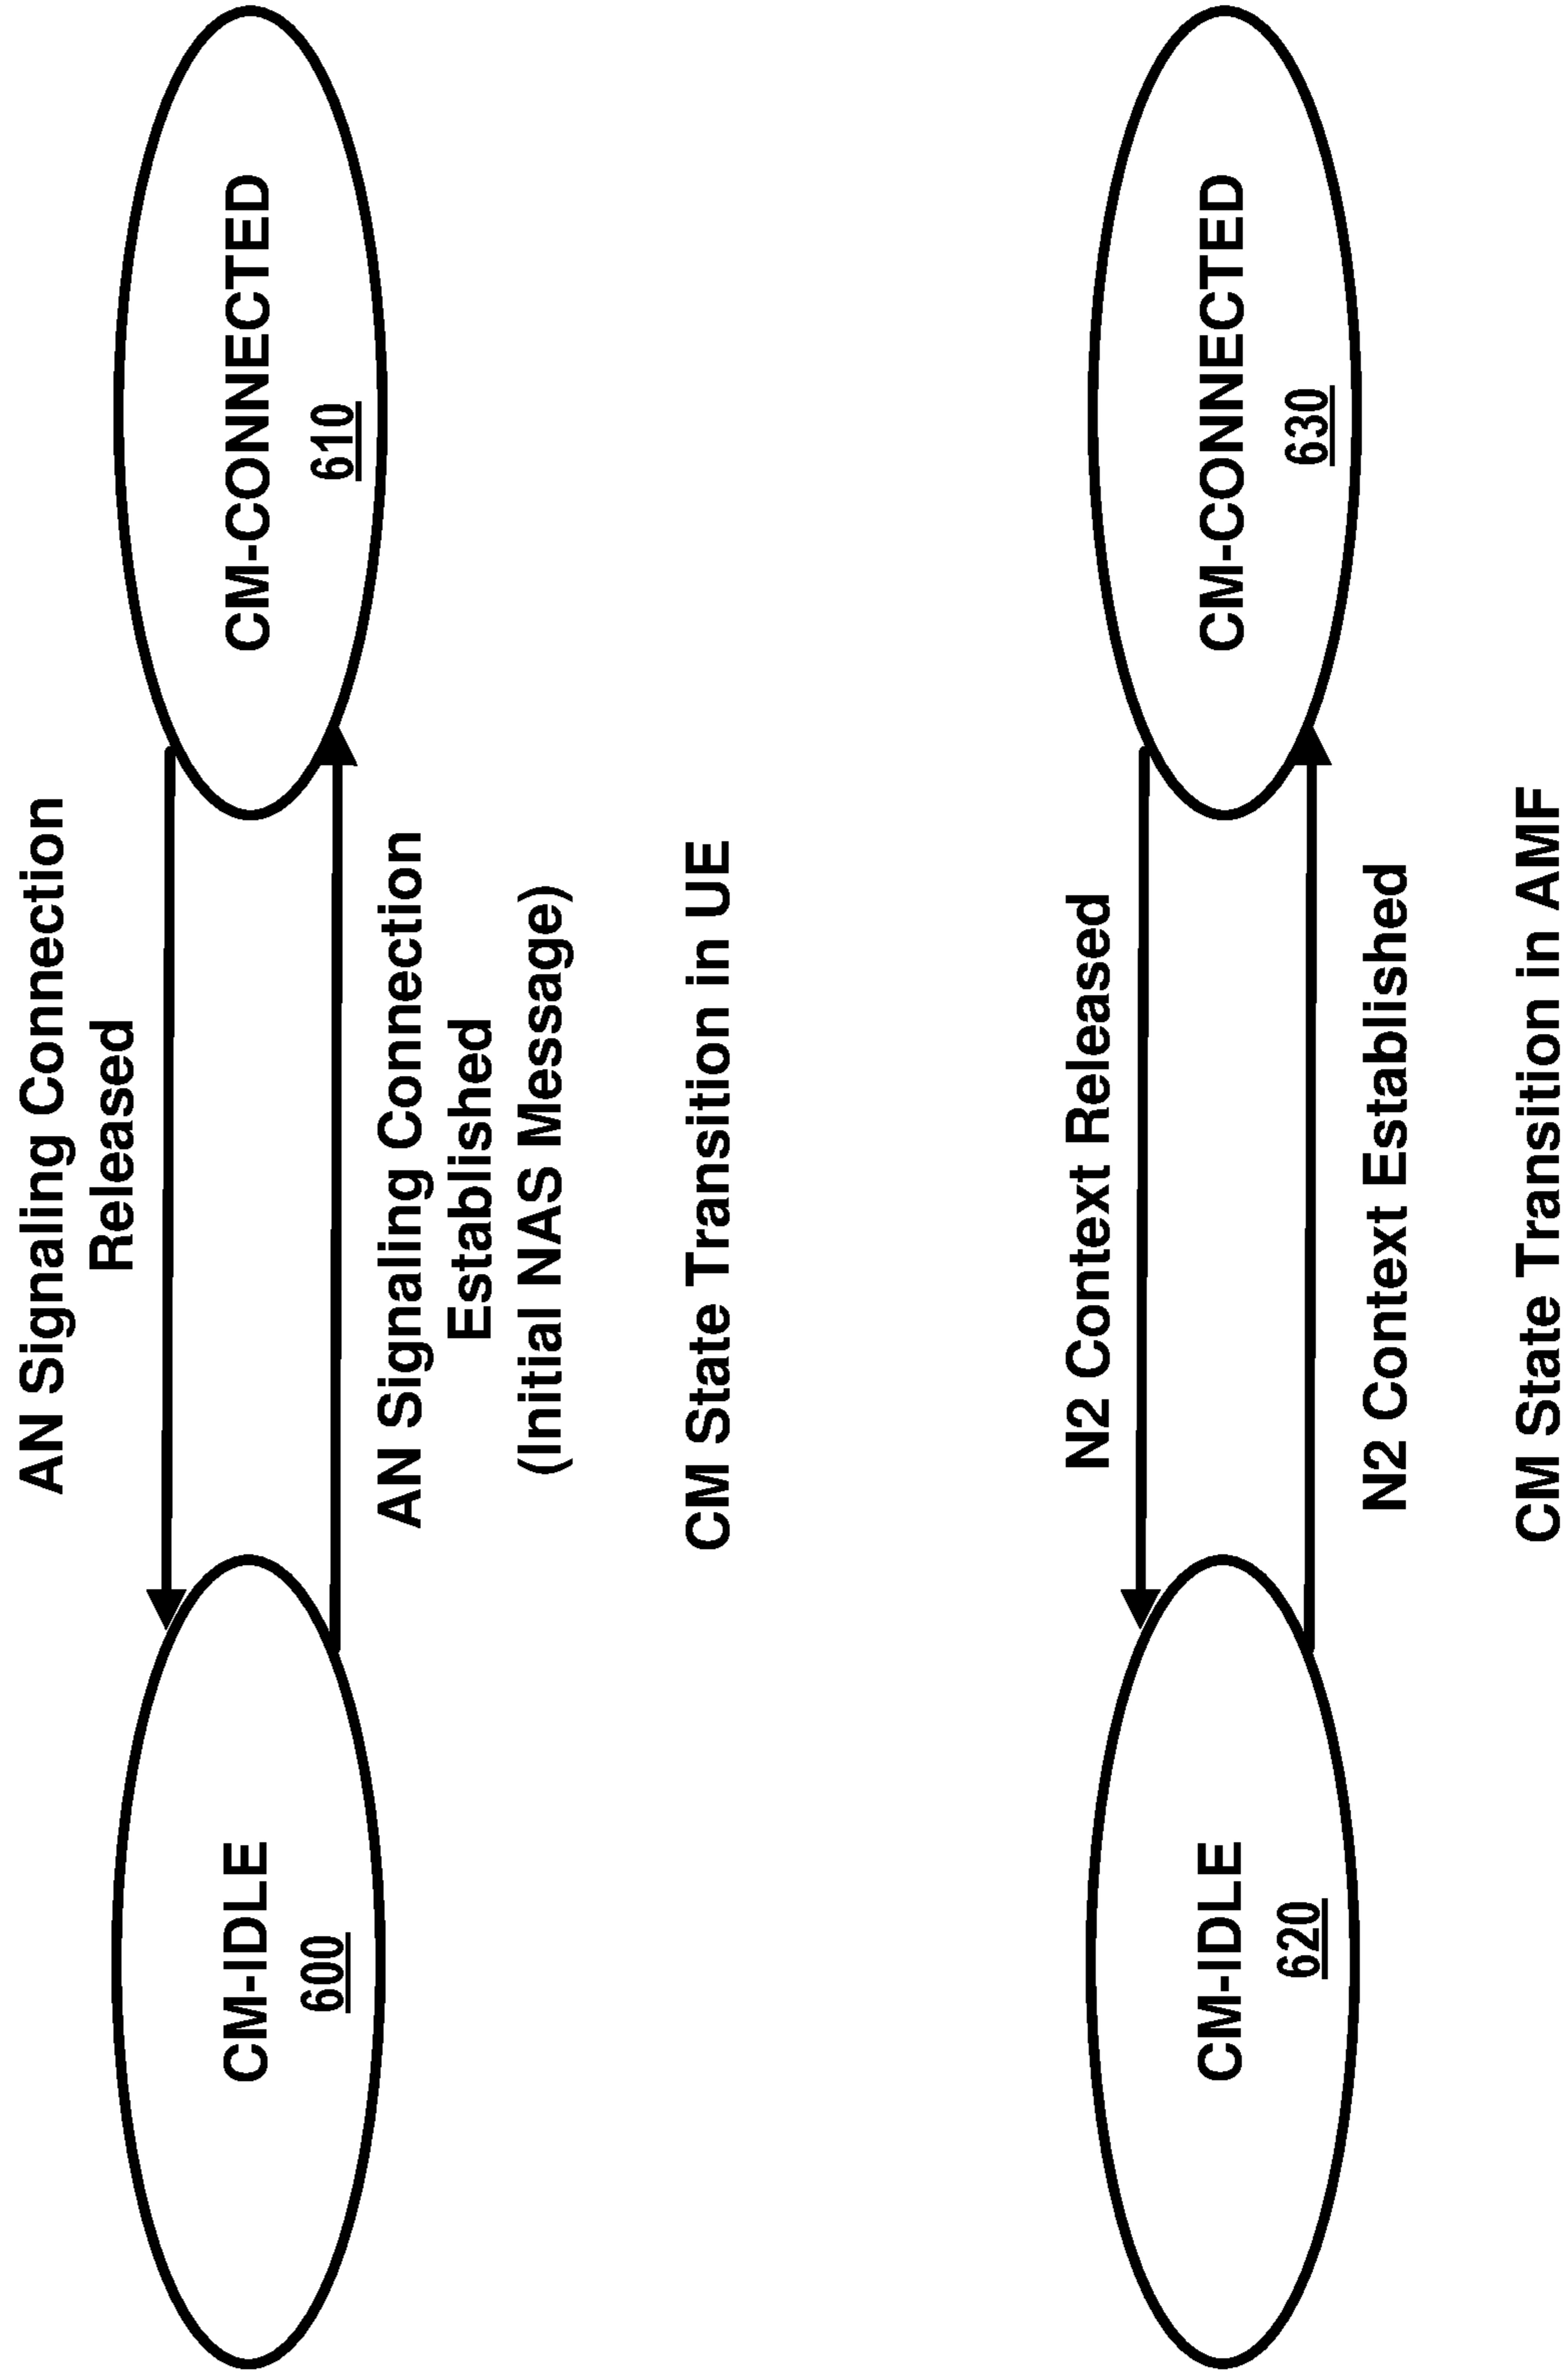 AN Signaling Connection
Released
CM-IDLE
600
CM-CONNECTED
610
AN Signaling Connection
Established
(Initial NAS Message)
CM State Transition in UE
N2 Context Released
CM-IDLE
620
CM-CONNECTED
630
N2 Context Established
CM State Transition in AMF